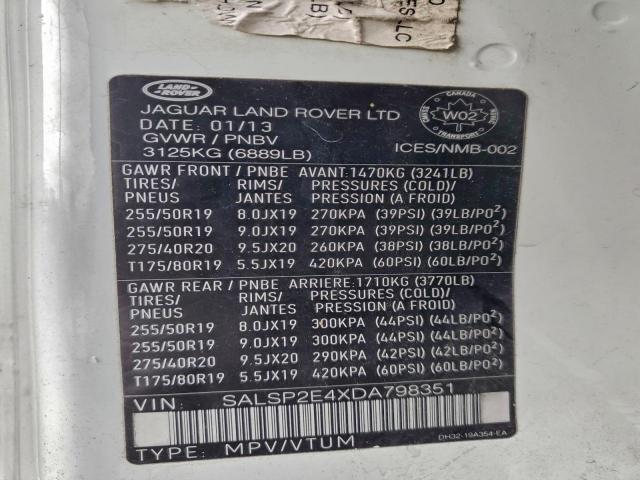 LAND
ROVER
JAGUAR LAND ROVER LTD
DATE: 01/13
GVWR / PNBV
3125KG (6889LB)
CANADA
W02
TRANSPORT
ICES/NMB-002
GAWR FRONT / PNBE AVANT:1470KG (3241LB)
TIRES/ RIMS/ PRESSURES (COLD)/
PNEUS JANTES PRESSION (A FROID)
255/50R19 8.0JX19 270KPA (39PSI) (39LB/PO²)
255/50R19 9.0JX19 270KPA (39PSI) (39LB/PO²)
275/40R20 9.5JX20 260KPA (38PSI) (38LB/PO²)
T175/80R19 5.5JX19 420KPA (60PSI) (60LB/PO²)
GAWR REAR / PNBE ARRIERE:1710KG (3770LB)
TIRES/ RIMS/ PRESSURES (COLD)/
PNEUS JANTES PRESSION (A FROID)
255/50R19 8.0JX19 300KPA (44PSI) (44LB/PO²)
255/50R19 9.0JX19 300KPA (44PSI) (44LB/PO²)
275/40R20 9.5JX20 290KPA (42PSI) (42LB/PO²)
T175/80R19 5.5JX19 420KPA (60PSI) (60LB/PO²)
VIN: SALSP2E4XDA798351
TYPE: MPV/VTUM
DH32-19A354-EA